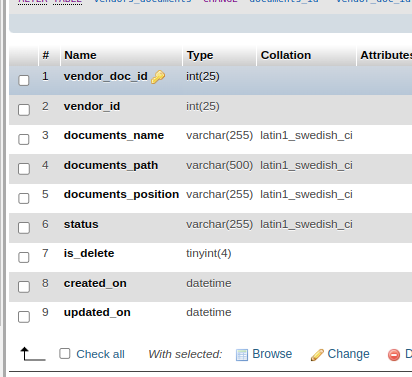 ALTER TABLE `vendors_documents` CHANGE `documents_id` `vendor_doc_id`
# Name Type Collation Attributes
1 vendor_doc_id int(25)
2 vendor_id int(25)
3 documents_name varchar(255) latin1_swedish_ci
4 documents_path varchar(500) latin1_swedish_ci
5 documents_position varchar(255) latin1_swedish_ci
6 status varchar(255) latin1_swedish_ci
7 is_delete tinyint(4)
8 created_on datetime
9 updated_on datetime
Check all With selected: Browse Change D